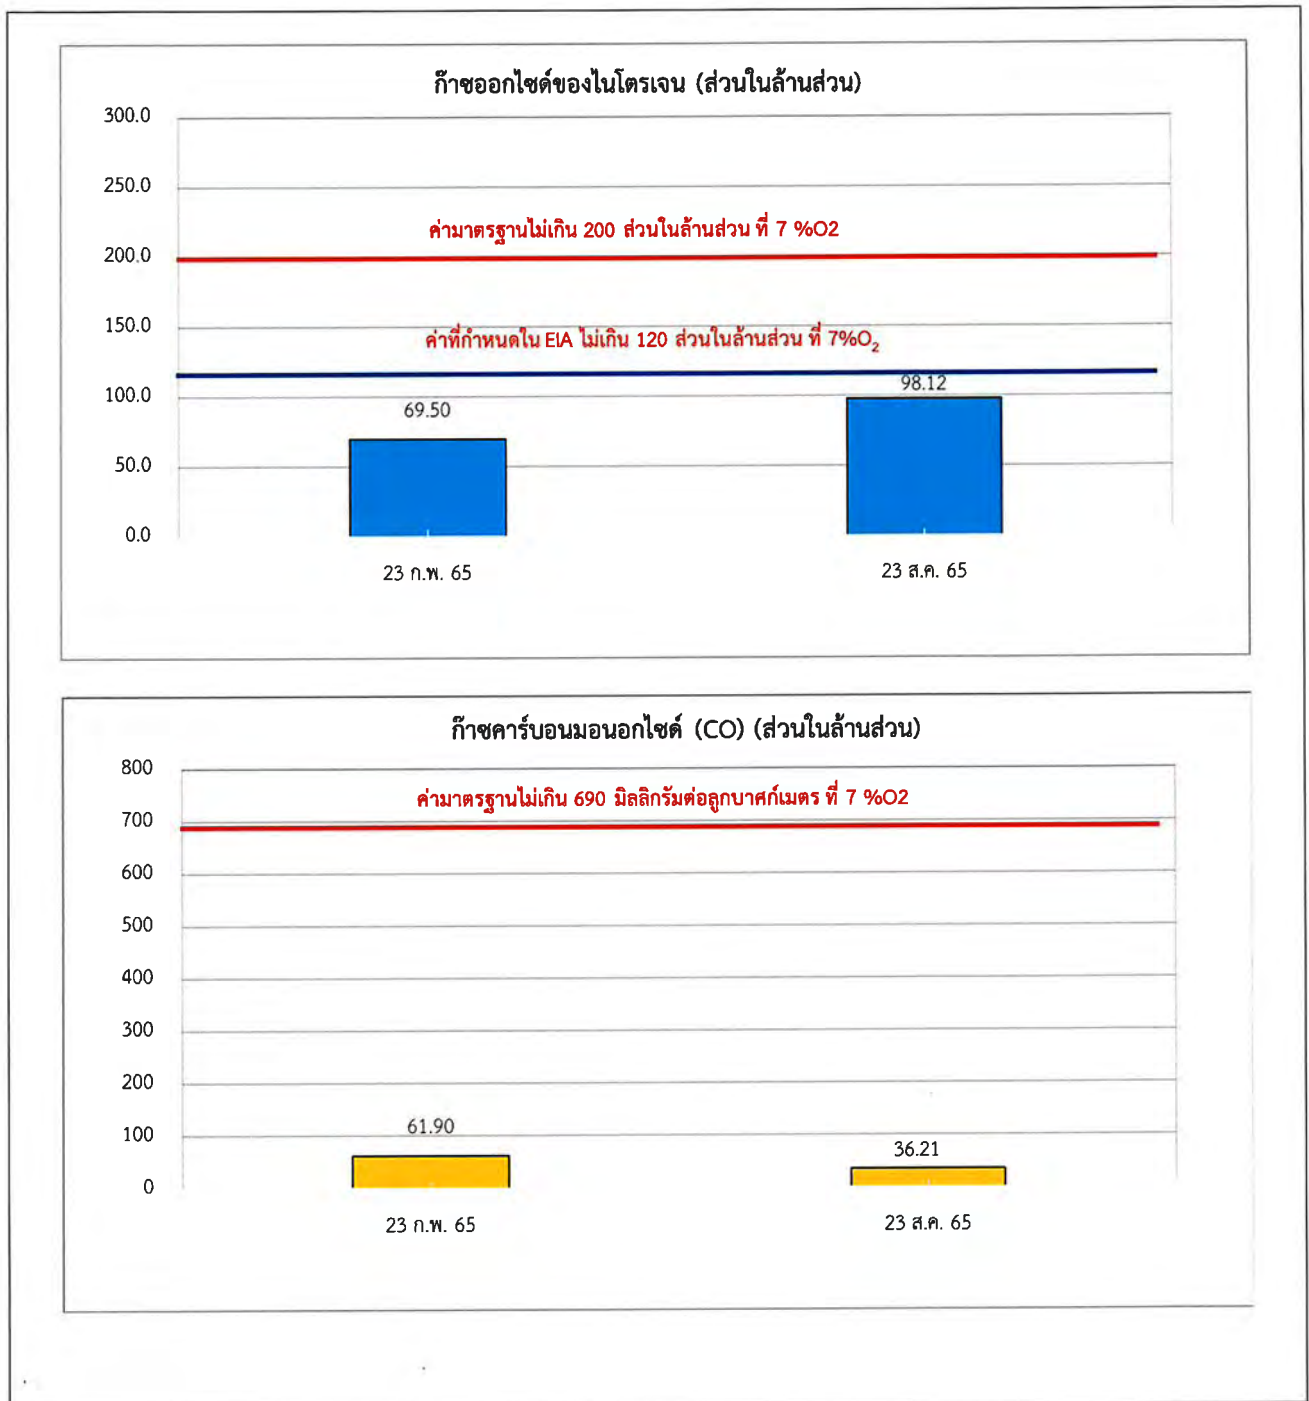 ก๊าซออกไซด์ของไนโตรเจน (ส่วนในล้านส่วน)
300.0
250.0
ค่ามาตรฐานไม่เกิน 200 ส่วนในล้านส่วน ที่ 7 %O2
200.0
150.0
ค่าที่กำหนดใน EIA ไม่เกิน 120 ส่วนในล้านส่วน ที่ 7%O₂
98.12
100.0
69.50
50.0
0.0
23 ก.พ. 65 23 ส.ค. 65
ก๊าซคาร์บอนมอนอกไซด์ (CO) (ส่วนในล้านส่วน)
800
ค่ามาตรฐานไม่เกิน 690 มิลลิกรัมต่อลูกบาศก์เมตร ที่ 7 %O2
700
600
500
400
300
200
61.90
100
36.21
0
23 ก.พ. 65 23 ส.ค. 65